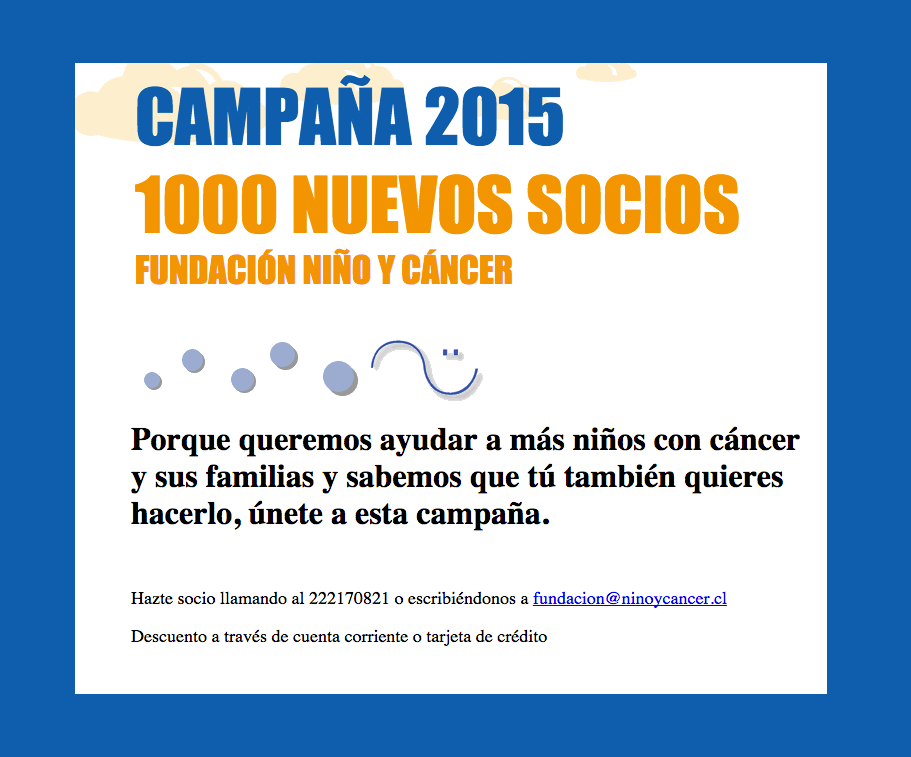 CAMPAÑA 2015
1000 NUEVOS SOCIOS
FUNDACIÓN NIÑO Y CÁNCER
Porque queremos ayudar a más niños con cáncer
y sus familias y sabemos que tú también quieres
hacerlo, únete a esta campaña.
Hazte socio llamando al 222170821 o escribiéndonos a fundacion@ninoycancer.cl
Descuento a través de cuenta corriente o tarjeta de crédito